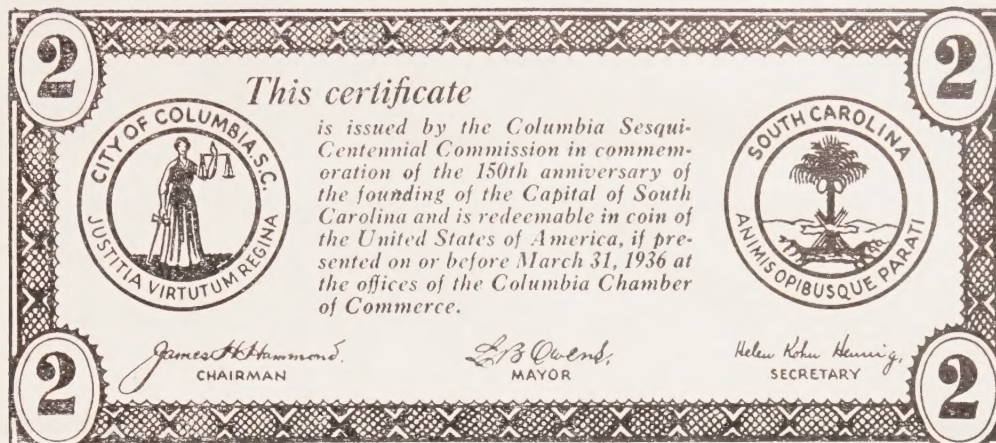 2
2
This certificate
CITY OF COLUMBIA, S.C.
JUSTITIA VIRTUTUM REGINA
is issued by the Columbia Sesqui-
Centennial Commission in commem-
oration of the 150th anniversary of
the founding of the Capital of South
Carolina and is redeemable in coin of
the United States of America, if pre-
sented on or before March 31, 1936 at
the offices of the Columbia Chamber
of Commerce.
SOUTH CAROLINA
ANIMIS OPIBUSQUE PARATI
James H. Hammond.
CHAIRMAN
L B Owens.
MAYOR
Helen Kohn Hennig,
SECRETARY
2
2